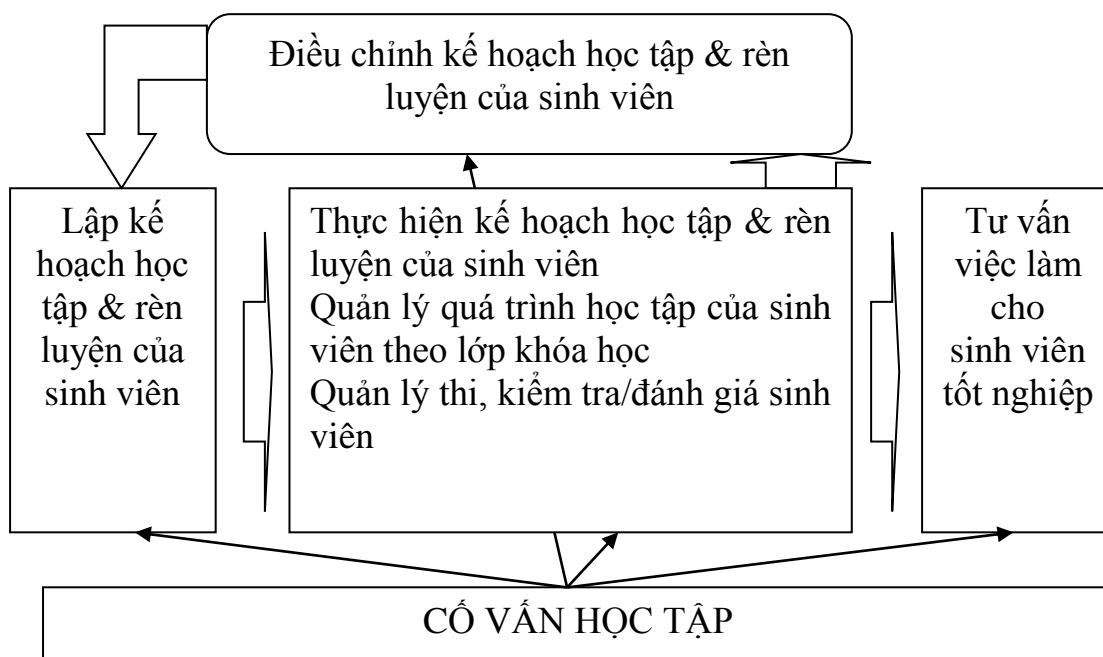 Điều chỉnh kế hoạch học tập & rèn
luyện của sinh viên
Lập kế
hoạch học
tập & rèn
luyện của
sinh viên
Thực hiện kế hoạch học tập & rèn
luyện của sinh viên
Quản lý quá trình học tập của sinh
viên theo lớp khóa học
Quản lý thi, kiểm tra/đánh giá sinh
viên
Tư vấn
việc làm
cho
sinh viên
tốt nghiệp
CỐ VẤN HỌC TẬP